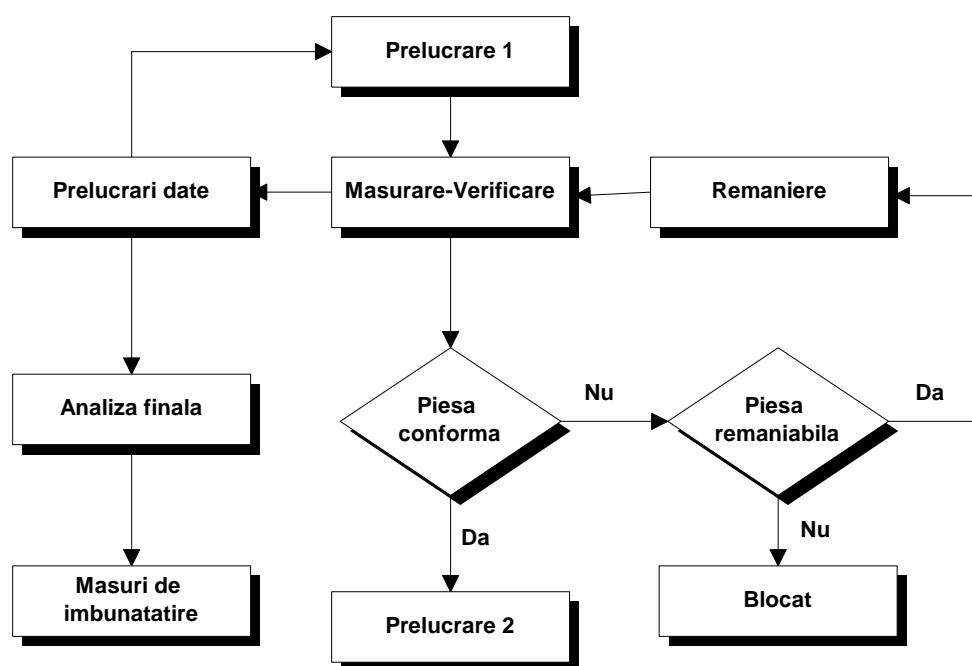 Prelucrare 1
Prelucrari date
Masurare-Verificare
Remaniere
Analiza finala
Piesa
conforma
Nu
Piesa
remaniabila
Da
Da
Nu
Masuri de
imbunatatire
Prelucrare 2
Blocat